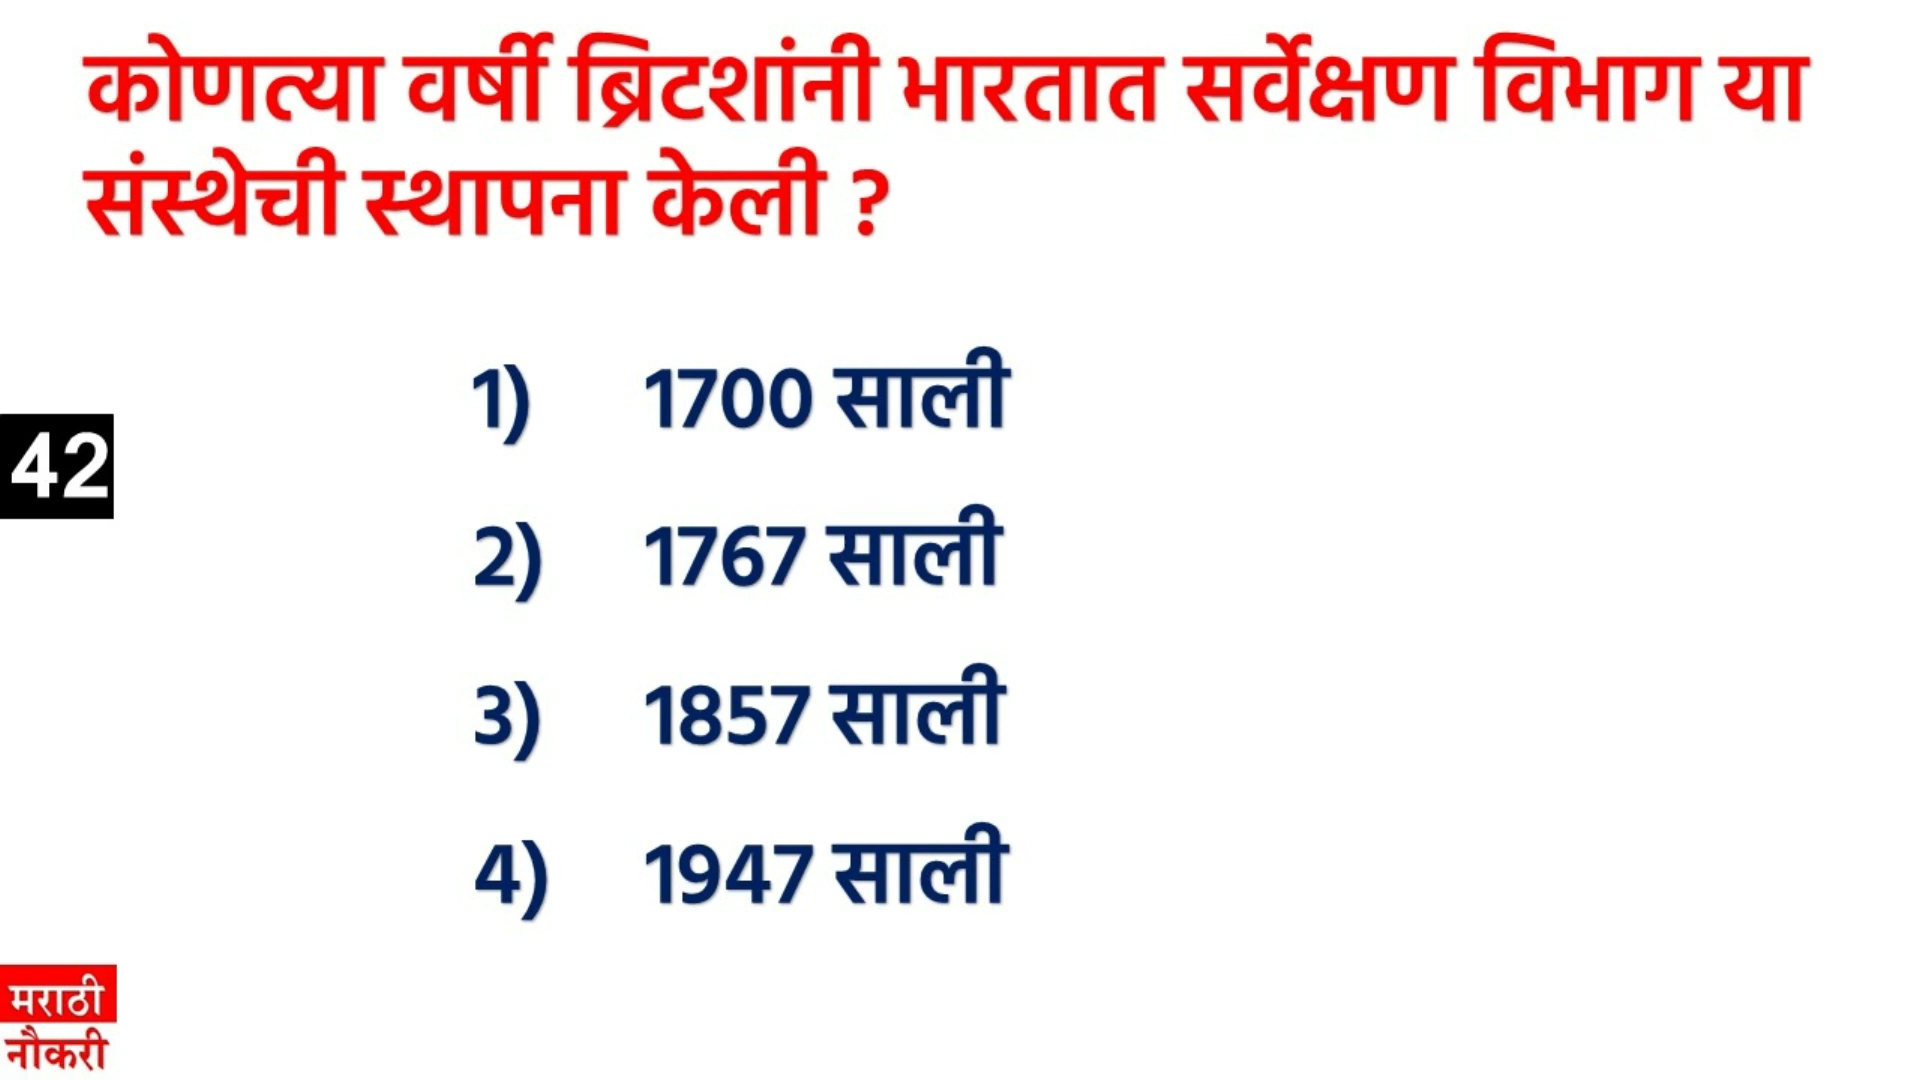 कोणत्या वर्षी ब्रिटशांनी भारतात सर्वेक्षण विभाग या
संस्थेची स्थापना केली ?
1) 1700 साली
42
2) 1767 साली
3) 1857 साली
4) 1947 साली
मराठी
नौकरी